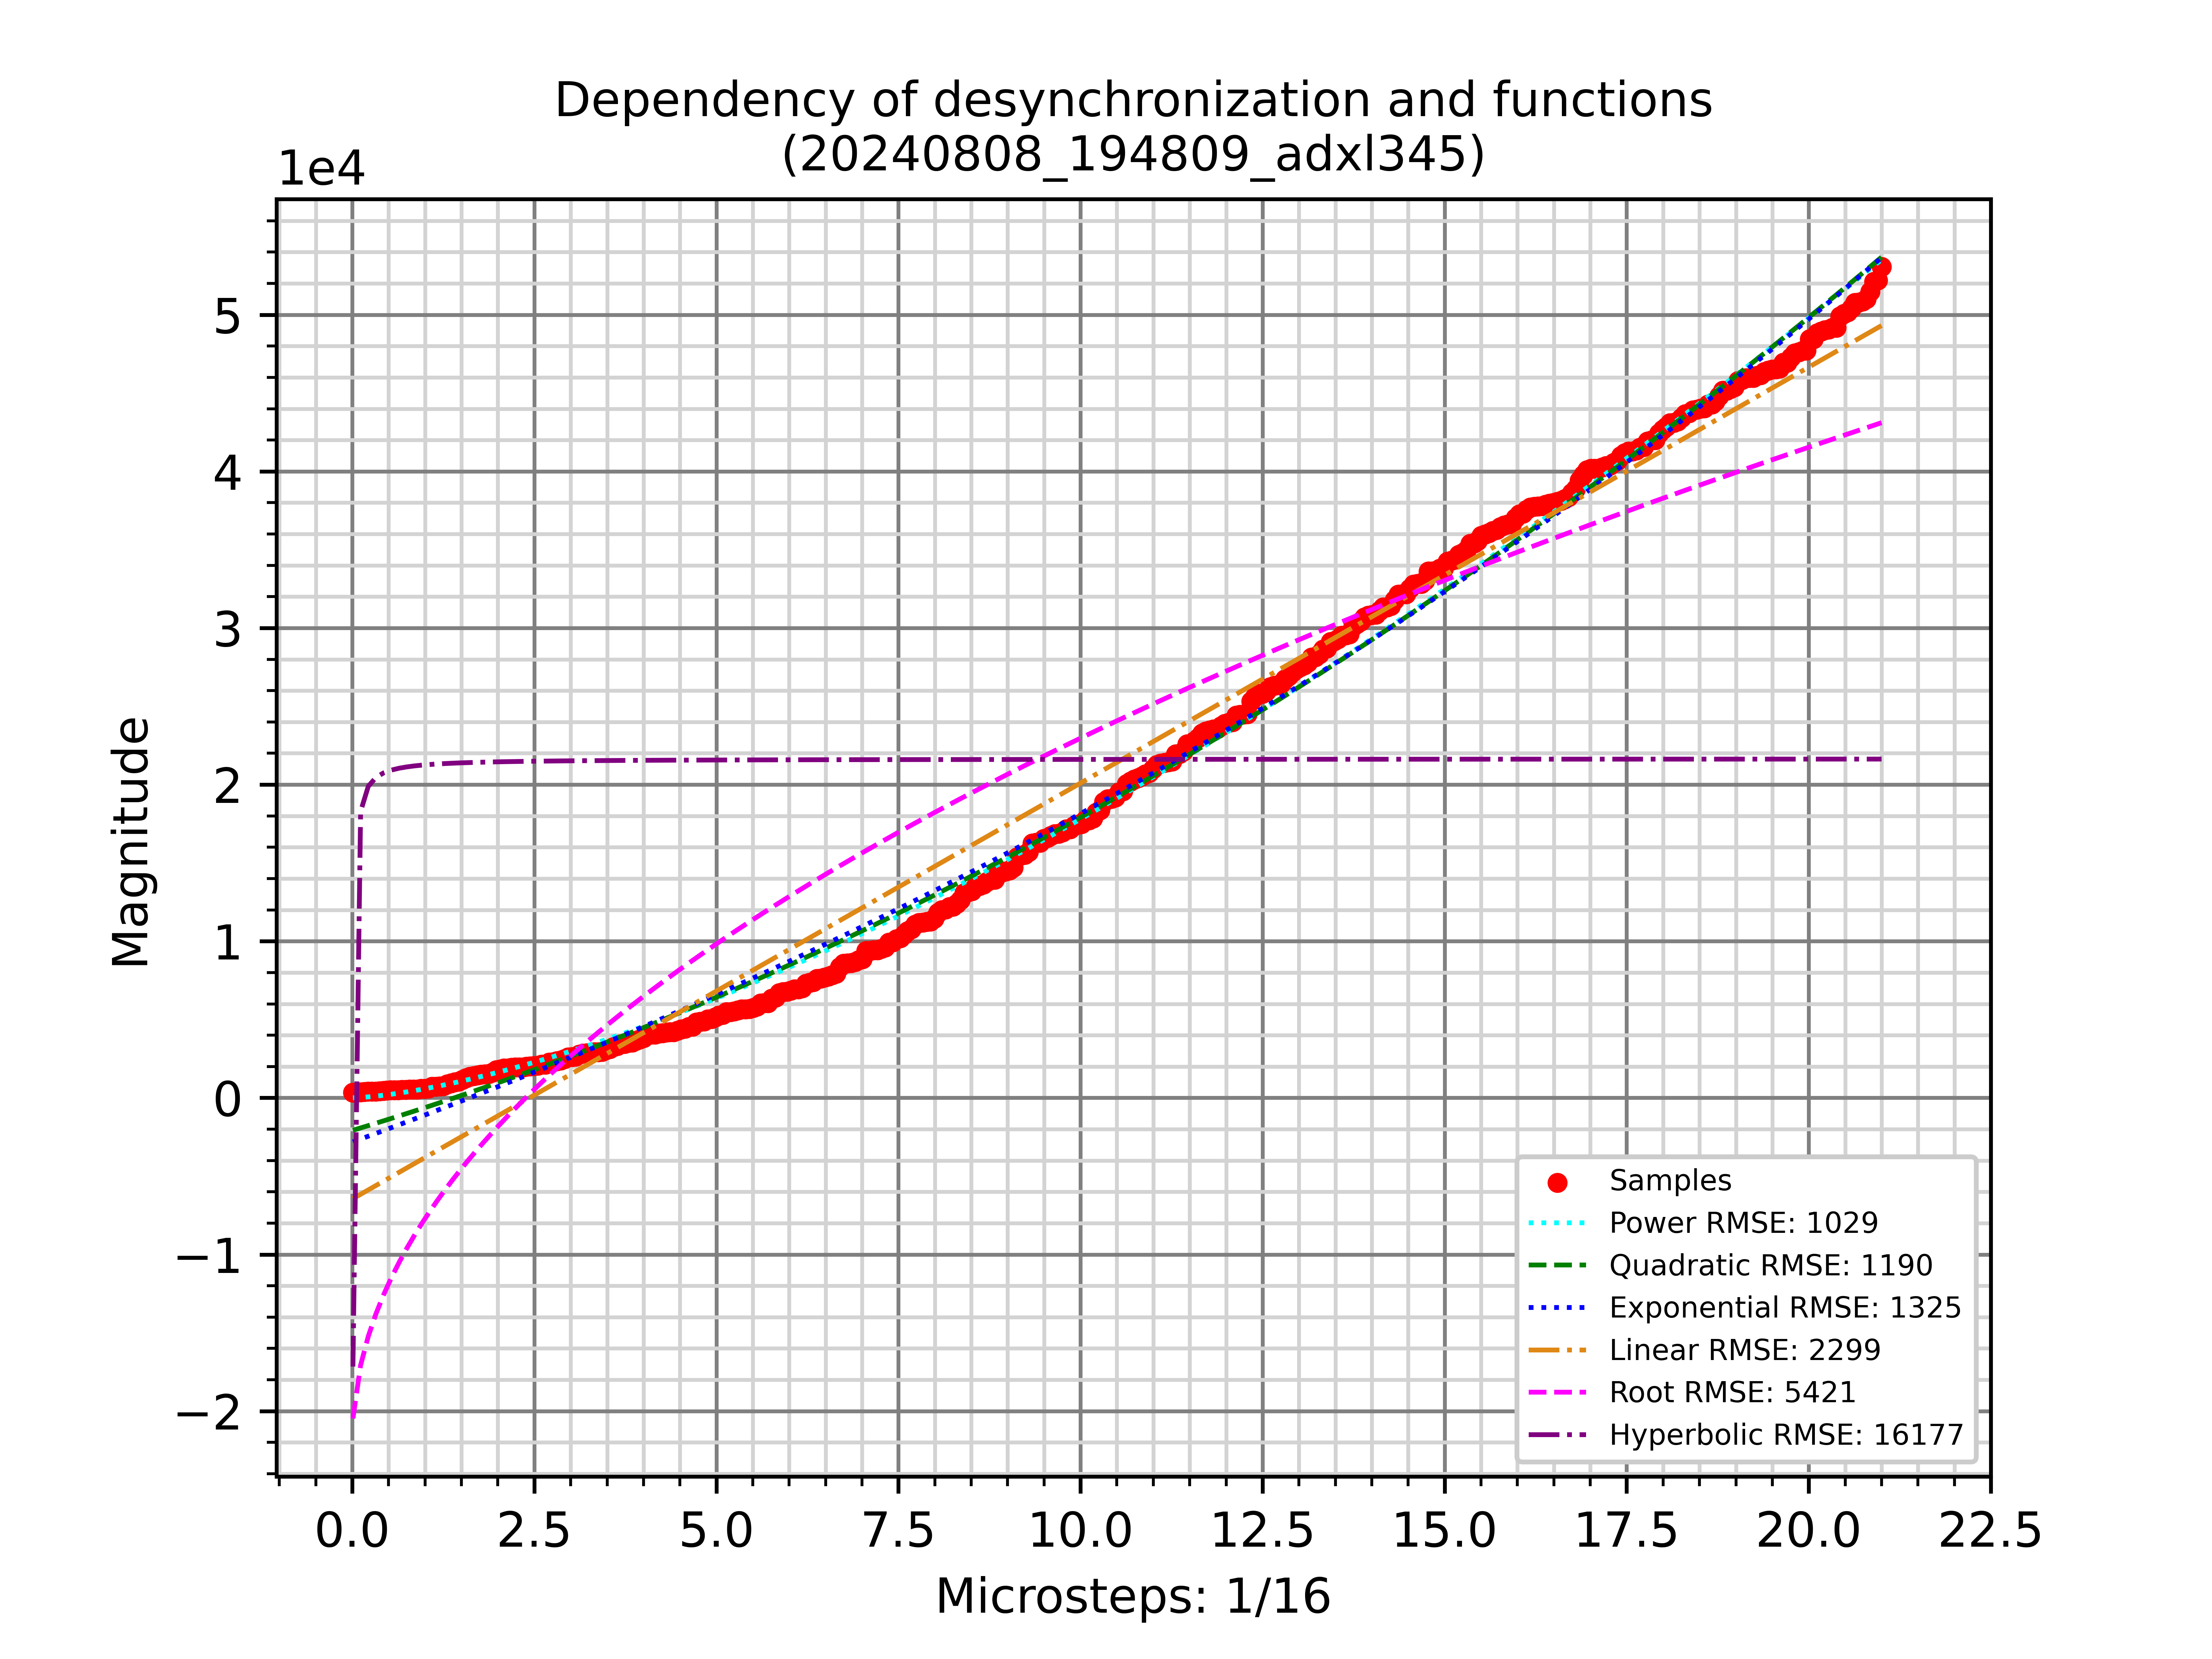 Dependency of desynchronization and functions
(20240808_194809_adxl345)
1e4
5
4
3
2
1
0
−1
−2
Magnitude
0.0 2.5 5.0 7.5 10.0 12.5 15.0 17.5 20.0 22.5
Microsteps: 1/16
Samples
Power RMSE: 1029
Quadratic RMSE: 1190
Exponential RMSE: 1325
Linear RMSE: 2299
Root RMSE: 5421
Hyperbolic RMSE: 16177